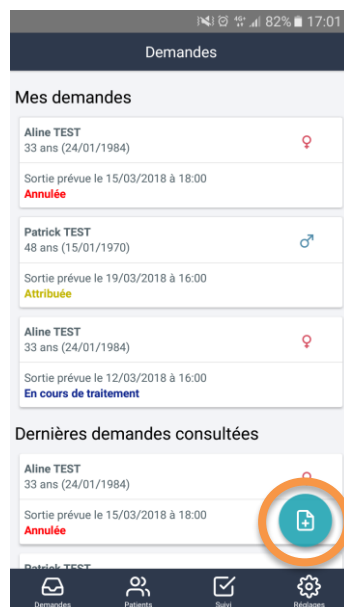 82% 17:01
Demandes
Mes demandes
Aline TEST
33 ans (24/01/1984)
Sortie prévue le 15/03/2018 à 18:00
Annulée
Patrick TEST
48 ans (15/01/1970)
Sortie prévue le 19/03/2018 à 16:00
Attribuée
Aline TEST
33 ans (24/01/1984)
Sortie prévue le 12/03/2018 à 16:00
En cours de traitement
Dernières demandes consultées
Aline TEST
33 ans (24/01/1984)
Sortie prévue le 15/03/2018 à 18:00
Annulée
Patrick TEST
Demandes Patients Suivi Réglages